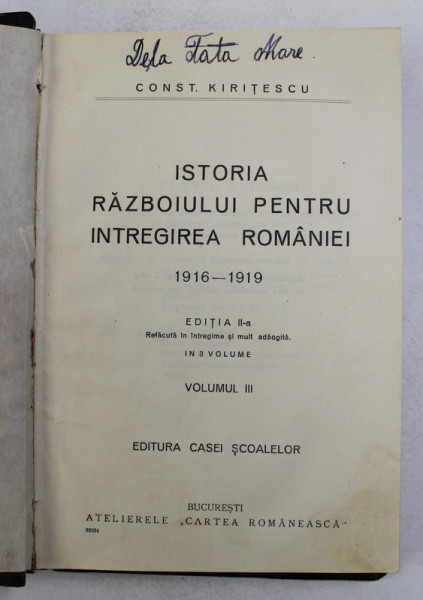 Dela Tata Mare
CONST. KIRIȚESCU
ISTORIA
RĂZBOIULUI PENTRU
INTREGIREA ROMÂNIEI
1916—1919
EDIȚIA II-a
Refăcută în întregime și mult adăogită.
IN 3 VOLUME
VOLUMUL III
EDITURA CASEI ȘCOALELOR
BUCUREȘTI
ATELIERELE „CARTEA ROMÂNEASCĂ"